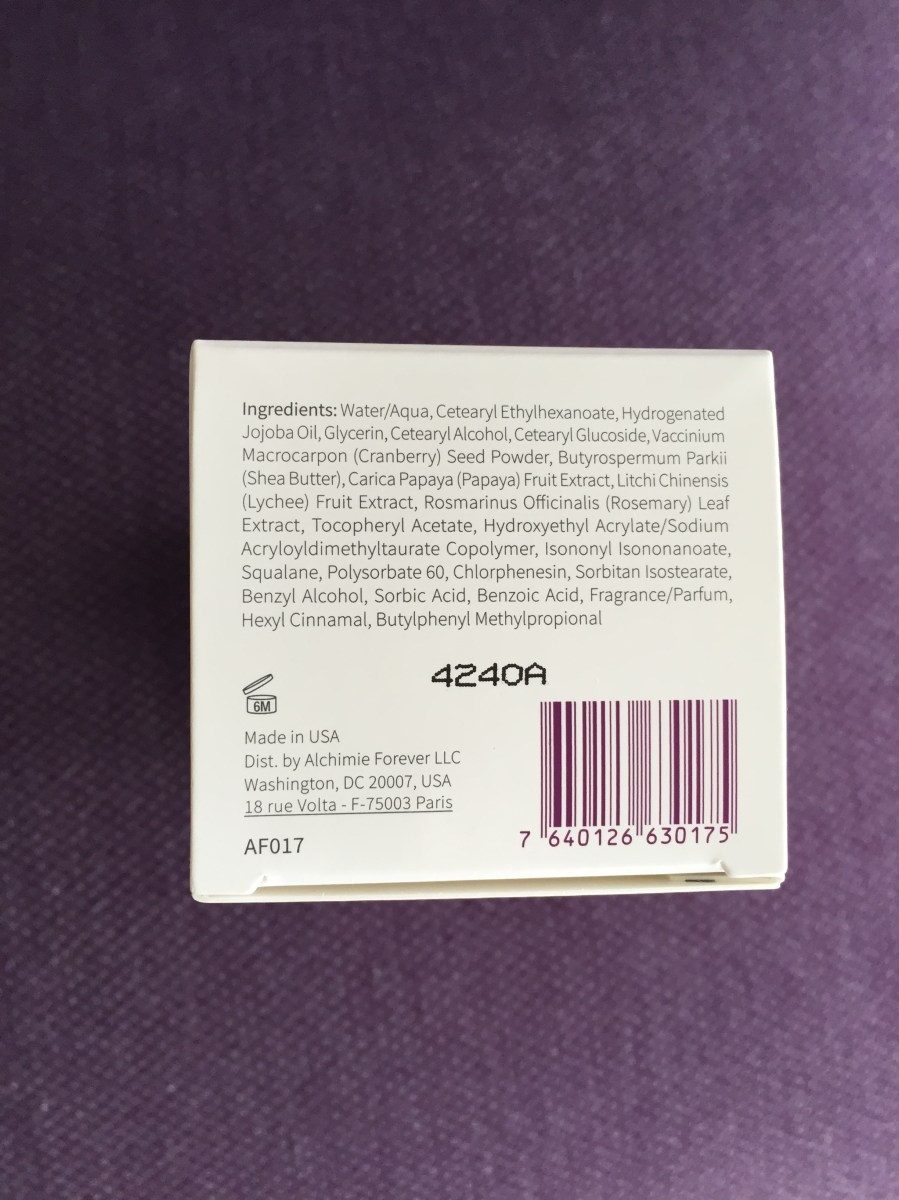 Ingredients: Water/Aqua, Cetearyl Ethylhexanoate, Hydrogenated
Jojoba Oil, Glycerin, Cetearyl Alcohol, Cetearyl Glucoside, Vaccinium
Macrocarpon (Cranberry) Seed Powder, Butyrospermum Parkii
(Shea Butter), Carica Papaya (Papaya) Fruit Extract, Litchi Chinensis
(Lychee) Fruit Extract, Rosmarinus Officinalis (Rosemary) Leaf
Extract, Tocopheryl Acetate, Hydroxyethyl Acrylate/Sodium
Acryloyldimethyltaurate Copolymer, Isononyl Isononanoate,
Squalane, Polysorbate 60, Chlorphenesin, Sorbitan Isostearate,
Benzyl Alcohol, Sorbic Acid, Benzoic Acid, Fragrance/Parfum,
Hexyl Cinnamal, Butylphenyl Methylpropional
4240A
6M
Made in USA
Dist. by Alchimie Forever LLC
Washington, DC 20007, USA
18 rue Volta - F-75003 Paris
AF017
7 640126 630175